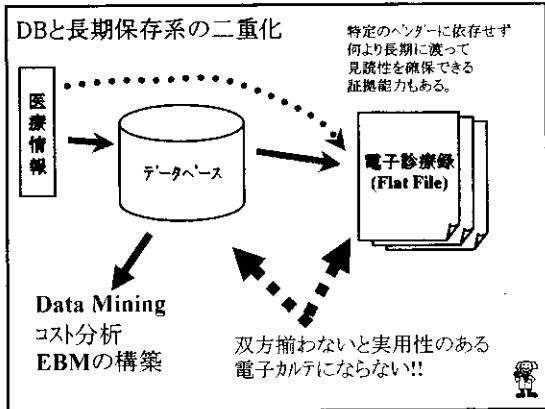 DBと長期保存系の二重化
特定のベンダーに依存せず
何より長期に渡って
見読性を確保できる
証拠能力もある。
医療情報
データベース
電子診療録
(Flat File)
Data Mining
コスト分析
EBMの構築
双方揃わないと実用性のある
電子カルテにならない!!